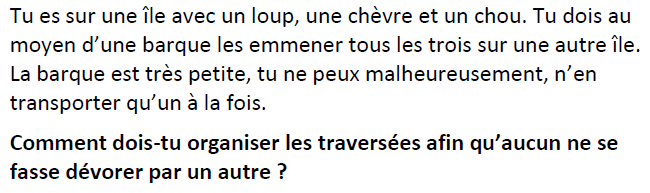 Tu es sur une île avec un loup, une chèvre et un chou. Tu dois au
moyen d’une barque les emmener tous les trois sur une autre île.
La barque est très petite, tu ne peux malheureusement, n’en
transporter qu’un à la fois.
Comment dois-tu organiser les traversées afin qu’aucun ne se
fasse dévorer par un autre ?